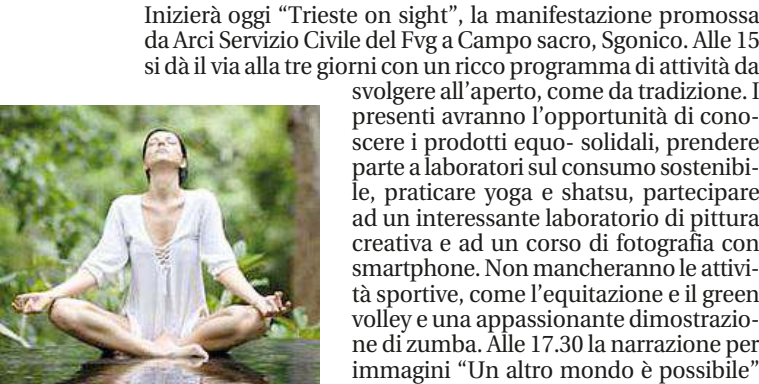 Inizierà oggi “Trieste on sight”, la manifestazione promossa
da Arci Servizio Civile del Fvg a Campo sacro, Sgonico. Alle 15
si dà il via alla tre giorni con un ricco programma di attività da
svolgere all’aperto, come da tradizione. I
presenti avranno l’opportunità di cono-
scere i prodotti equo- solidali, prendere
parte a laboratori sul consumo sostenibi-
le, praticare yoga e shatsu, partecipare
ad un interessante laboratorio di pittura
creativa e ad un corso di fotografia con
smartphone. Non mancheranno le attivi-
tà sportive, come l’equitazione e il green
volley e una appassionante dimostrazio-
ne di zumba. Alle 17.30 la narrazione per
immagini “Un altro mondo è possibile”